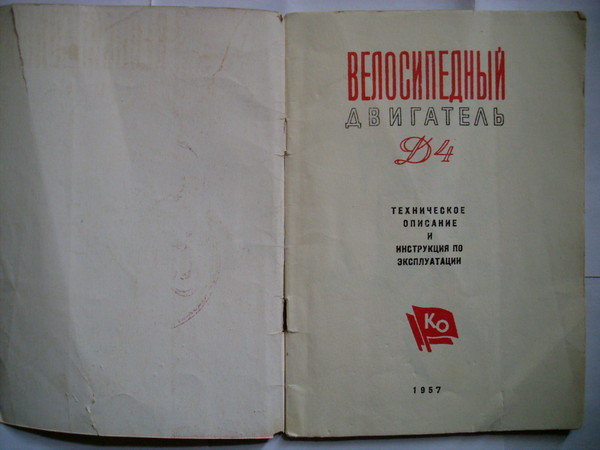 ВЕЛОСИПЕДНЫЙ
ДВИГАТЕЛЬ
Д4
ТЕХНИЧЕСКОЕ
ОПИСАНИЕ
И
ИНСТРУКЦИЯ ПО
ЭКСПЛУАТАЦИИ
КО
1957